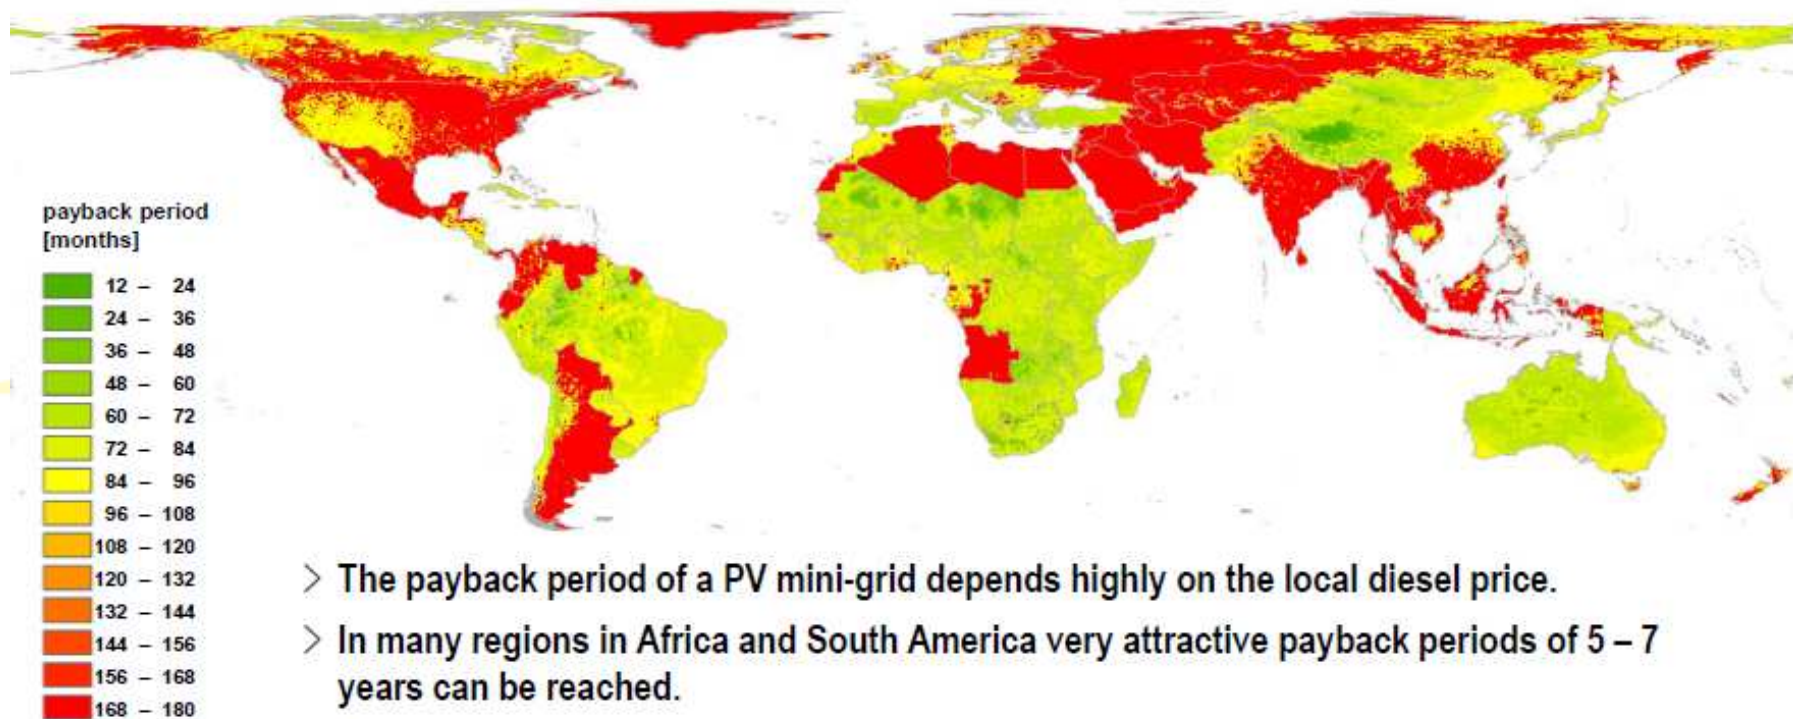 payback period
[months]
12 – 24
24 – 36
36 – 48
48 – 60
60 – 72
72 – 84
84 – 96
96 – 108
108 – 120
120 – 132
132 – 144
144 – 156
156 – 168
168 – 180
> The payback period of a PV mini-grid depends highly on the local diesel price.
> In many regions in Africa and South America very attractive payback periods of 5 – 7
years can be reached.